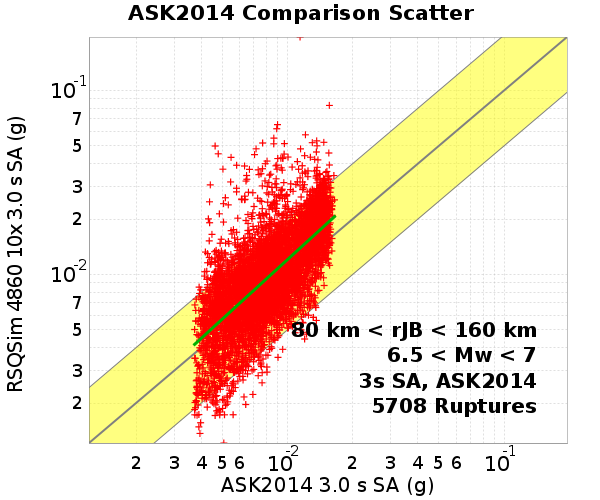 ASK2014 Comparison Scatter
RSQSim 4860 10x 3.0 s SA (g)
10-1
7
5
3
2
10-2
7
5
3
2
80 km < rJB < 160 km
6.5 < Mw < 7
3s SA, ASK2014
5708 Ruptures
2 3 4 5 6 10-2 2 3 4 5 6 10-1
ASK2014 3.0 s SA (g)